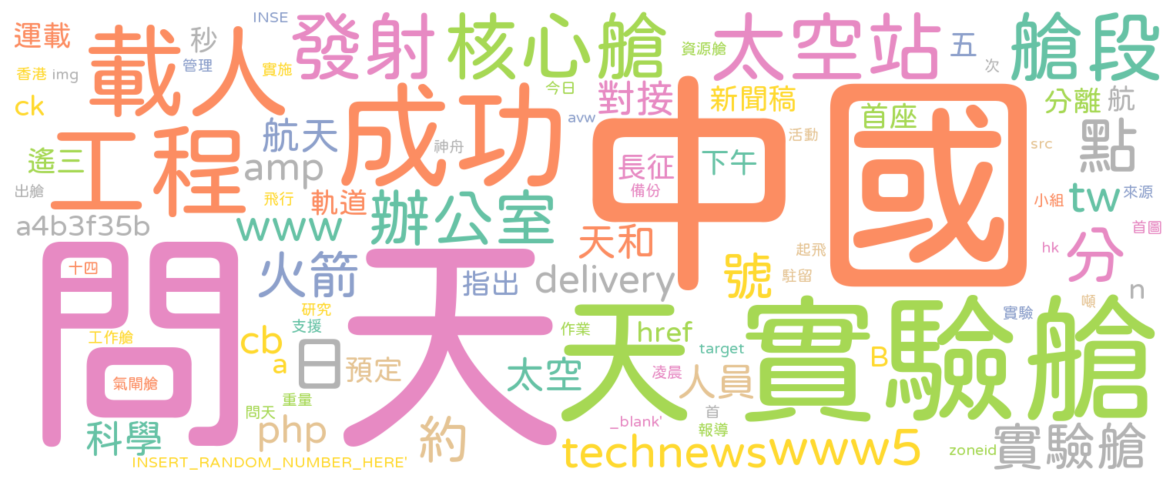 INSE
運載
載人
秒
管理
發射
核心艙
資源艙
太空站
五
次
艙段
香港
img
實施
今日
ck
對接
新聞稿
分離
航
航天
成功
avw
中國
首座
活動
src
點
遙三
工程
amp
神舟
長征
備份
下午
出艙
飛行
軌道
辦公室
小組
tw
來源
a4b3f35b
www
天和
起飛
hk
首圖
分
問天
火箭
指出
delivery
號
駐留
n
十四
研究
支援
作業
href
天
實驗艙
實驗
噸
工作艙
cb
a
日
預定
太空
target
凌晨
人員
B
氣閘艙
重量
問天
php
約
_blank'
首
報導
科學
INSERT_RANDOM_NUMBER_HERE'
technews
www5
zoneid
實驗艙